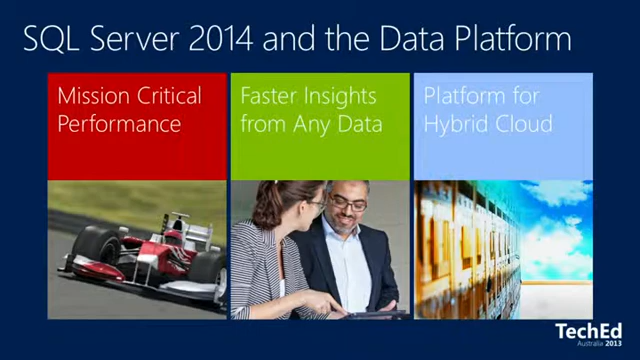 SQL Server 2014 and the Data Platform
Mission Critical
Performance
Faster Insights
from Any Data
Platform for
Hybrid Cloud
TechEd
Australia 2013